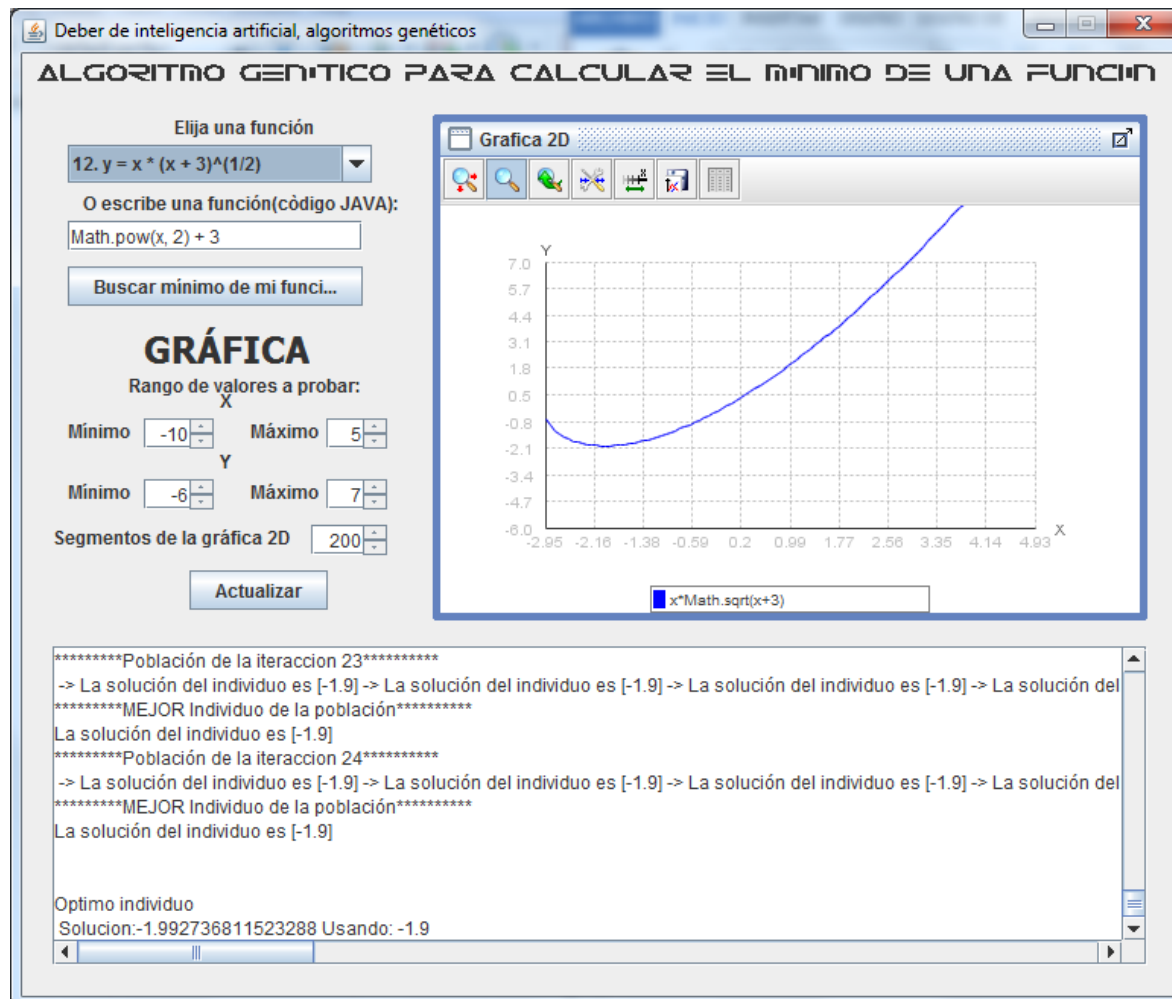 Deber de inteligencia artificial, algoritmos genéticos
ALGORITMO GENITICO PARA CALCULAR EL MINIMO DE UNA FUNCIIN
Elija una función
12. y = x * (x + 3)^(1/2)
O escribe una función(còdigo JAVA):
Math.pow(x, 2) + 3
Buscar mínimo de mi funci...
GRÁFICA
Rango de valores a probar:
X
Mínimo -10 Máximo 5
Y
Mínimo -6 Máximo 7
Segmentos de la gráfica 2D 200
Actualizar
Grafica 2D
Y
7.0
5.7
4.4
3.1
1.8
0.5
-0.8
-2.1
-3.4
-4.7
-6.0
X
-2.95 -2.16 -1.38 -0.59 0.2 0.99 1.77 2.56 3.35 4.14 4.93
x*Math.sqrt(x+3)
*********Población de la iteraccion 23**********
-> La solución del individuo es [-1.9] -> La solución del individuo es [-1.9] -> La solución del individuo es [-1.9] -> La solución del
*********MEJOR Individuo de la población**********
La solución del individuo es [-1.9]
*********Población de la iteraccion 24**********
-> La solución del individuo es [-1.9] -> La solución del individuo es [-1.9] -> La solución del individuo es [-1.9] -> La solución del
*********MEJOR Individuo de la población**********
La solución del individuo es [-1.9]
Optimo individuo
Solucion:-1.992736811523288 Usando: -1.9